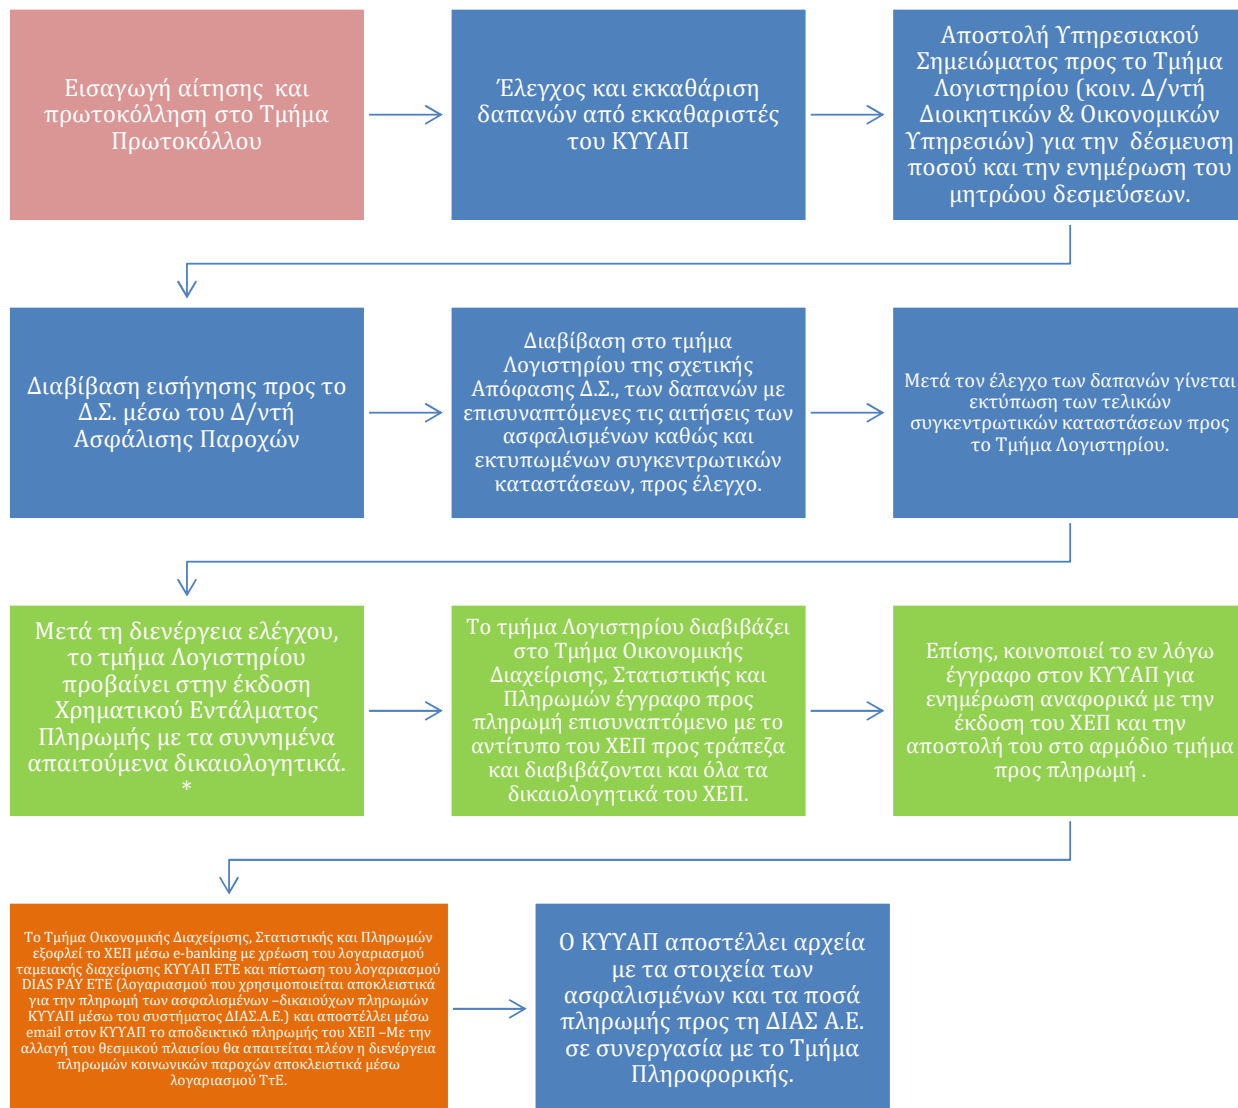 Εισαγωγή αίτησης και
πρωτοκόλληση στο Τμήμα
Πρωτοκόλλου
Έλεγχος και εκκαθάριση
δαπανών από εκκαθαριστές
του ΚΥΥΑΠ
Αποστολή Υπηρεσιακού
Σημειώματος προς το Τμήμα
Λογιστηρίου (κοιν. Δ/ντή
Διοικητικών & Οικονομικών
Υπηρεσιών) για την δέσμευση
ποσού και την ενημέρωση του
μητρώου δεσμεύσεων.
Διαβίβαση εισήγησης προς το
Δ.Σ. μέσω του Δ/ντή
Ασφάλισης Παροχών
Διαβίβαση στο τμήμα
Λογιστηρίου της σχετικής
Απόφασης Δ.Σ., των δαπανών με
επισυναπτόμενες τις αιτήσεις των
ασφαλισμένων καθώς και
εκτυπωμένων συγκεντρωτικών
καταστάσεων, προς έλεγχο.
Μετά τον έλεγχο των δαπανών γίνεται
εκτύπωση των τελικών
συγκεντρωτικών καταστάσεων προς
το Τμήμα Λογιστηρίου.
Μετά τη διενέργεια ελέγχου,
το τμήμα Λογιστηρίου
προβαίνει στην έκδοση
Χρηματικού Εντάλματος
Πληρωμής με τα συννημένα
απαιτούμενα δικαιολογητικά.
*
Το τμήμα Λογιστηρίου διαβιβάζει
στο Τμήμα Οικονομικής
Διαχείρισης, Στατιστικής και
Πληρωμών έγγραφο προς
πληρωμή επισυναπτόμενο με το
αντίτυπο του ΧΕΠ προς τράπεζα
και διαβιβάζονται και όλα τα
δικαιολογητικά του ΧΕΠ.
Επίσης, κοινοποιεί το εν λόγω
έγγραφο στον ΚΥΥΑΠ για
ενημέρωση αναφορικά με την
έκδοση του ΧΕΠ και την
αποστολή του στο αρμόδιο τμήμα
προς πληρωμή .
Το Τμήμα Οικονομικής Διαχείρισης, Στατιστικής και Πληρωμών
εξοφλεί το ΧΕΠ μέσω e-banking με χρέωση του λογαριασμού
ταμειακής διαχείρισης ΚΥΥΑΠ ΕΤΕ και πίστωση του λογαριασμού
DIAS PAY ΕΤΕ (λογαριασμού που χρησιμοποιείται αποκλειστικά
για την πληρωμή των ασφαλισμένων –δικαιούχων πληρωμών
ΚΥΥΑΠ μέσω του συστήματος ΔΙΑΣ.Α.Ε.) και αποστέλλει μέσω
email στον ΚΥΥΑΠ το αποδεικτικό πληρωμής του ΧΕΠ –Με την
αλλαγή του θεσμικού πλαισίου θα απαιτείται πλέον η διενέργεια
πληρωμών κοινωνικών παροχών αποκλειστικά μέσω
λογαριασμού ΤτΕ.
Ο ΚΥΥΑΠ αποστέλλει αρχεία
με τα στοιχεία των
ασφαλισμένων και τα ποσά
πληρωμής προς τη ΔΙΑΣ Α.Ε.
σε συνεργασία με το Τμήμα
Πληροφορικής.